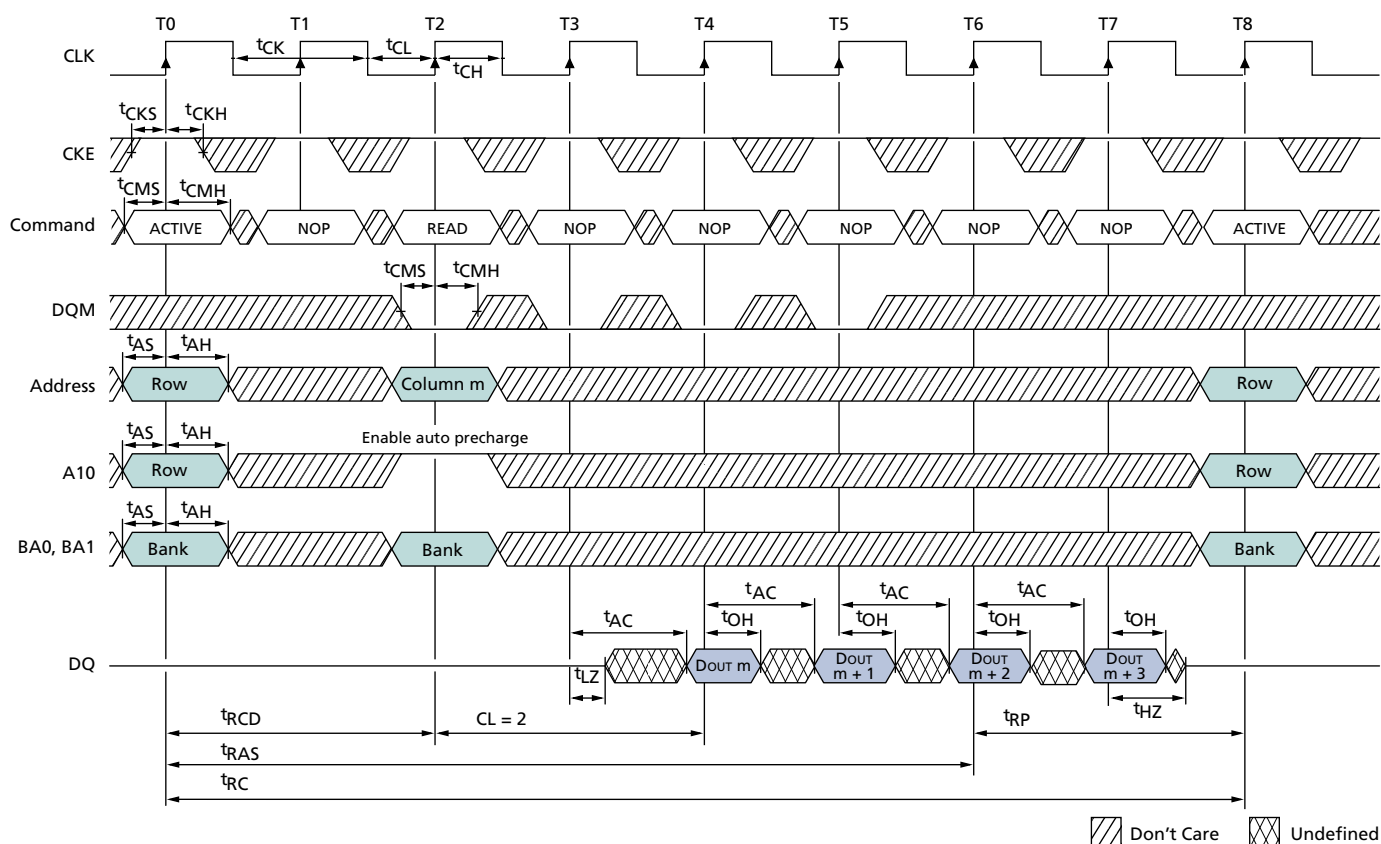 T0 T1 T2 T3 T4 T5 T6 T7 T8
CLK
tCK tCL
tCH
tCKS tCKH
CKE
tCMS tCMH
Command ACTIVE NOP READ NOP NOP NOP NOP NOP ACTIVE
tCMS tCMH
DQM
tAS tAH
Address Row Column m Row
tAS tAH
Enable auto precharge
A10 Row Row
tAS tAH
BA0, BA1 Bank Bank Bank
tAC tAC tAC
tAC tOH tOH tOH tOH
DQ DOUT m DOUT m + 1 DOUT m + 2 DOUT m + 3
tLZ tHZ
tRCD CL = 2 tRP
tRAS
tRC
Don't Care Undefined